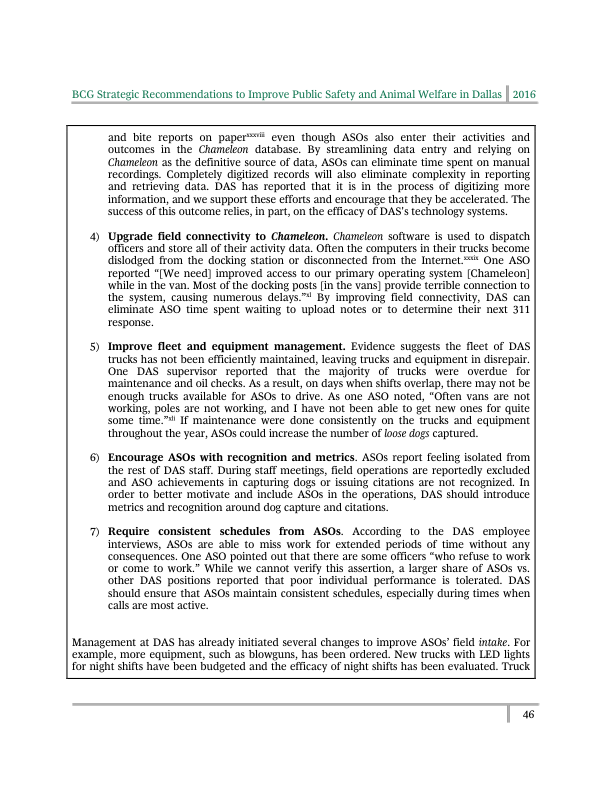 BCG Strategic Recommendations to Improve Public Safety and Animal Welfare in Dallas 2016
and bite reports on paperxxxviii even though ASOs also enter their activities and
outcomes in the Chameleon database. By streamlining data entry and relying on
Chameleon as the definitive source of data, ASOs can eliminate time spent on manual
recordings. Completely digitized records will also eliminate complexity in reporting
and retrieving data. DAS has reported that it is in the process of digitizing more
information, and we support these efforts and encourage that they be accelerated. The
success of this outcome relies, in part, on the efficacy of DAS's technology systems.
4) Upgrade field connectivity to Chameleon. Chameleon software is used to dispatch
officers and store all of their activity data. Often the computers in their trucks become
dislodged from the docking station or disconnected from the Internet.xxxix One ASO
reported "[We need] improved access to our primary operating system [Chameleon]
while in the van. Most of the docking posts [in the vans] provide terrible connection to
the system, causing numerous delays."xl By improving field connectivity, DAS can
eliminate ASO time spent waiting to upload notes or to determine their next 311
response.
5) Improve fleet and equipment management. Evidence suggests the fleet of DAS
trucks has not been efficiently maintained, leaving trucks and equipment in disrepair.
One DAS supervisor reported that the majority of trucks were overdue for
maintenance and oil checks. As a result, on days when shifts overlap, there may not be
enough trucks available for ASOs to drive. As one ASO noted, "Often vans are not
working, poles are not working, and I have not been able to get new ones for quite
some time."xli If maintenance were done consistently on the trucks and equipment
throughout the year, ASOs could increase the number of loose dogs captured.
6) Encourage ASOs with recognition and metrics. ASOs report feeling isolated from
the rest of DAS staff. During staff meetings, field operations are reportedly excluded
and ASO achievements in capturing dogs or issuing citations are not recognized. In
order to better motivate and include ASOs in the operations, DAS should introduce
metrics and recognition around dog capture and citations.
7) Require consistent schedules from ASOs. According to the DAS employee
interviews, ASOs are able to miss work for extended periods of time without any
consequences. One ASO pointed out that there are some officers "who refuse to work
or come to work." While we cannot verify this assertion, a larger share of ASOs vs.
other DAS positions reported that poor individual performance is tolerated. DAS
should ensure that ASOs maintain consistent schedules, especially during times when
calls are most active.
Management at DAS has already initiated several changes to improve ASOs' field intake. For
example, more equipment, such as blowguns, has been ordered. New trucks with LED lights
for night shifts have been budgeted and the efficacy of night shifts has been evaluated. Truck
46